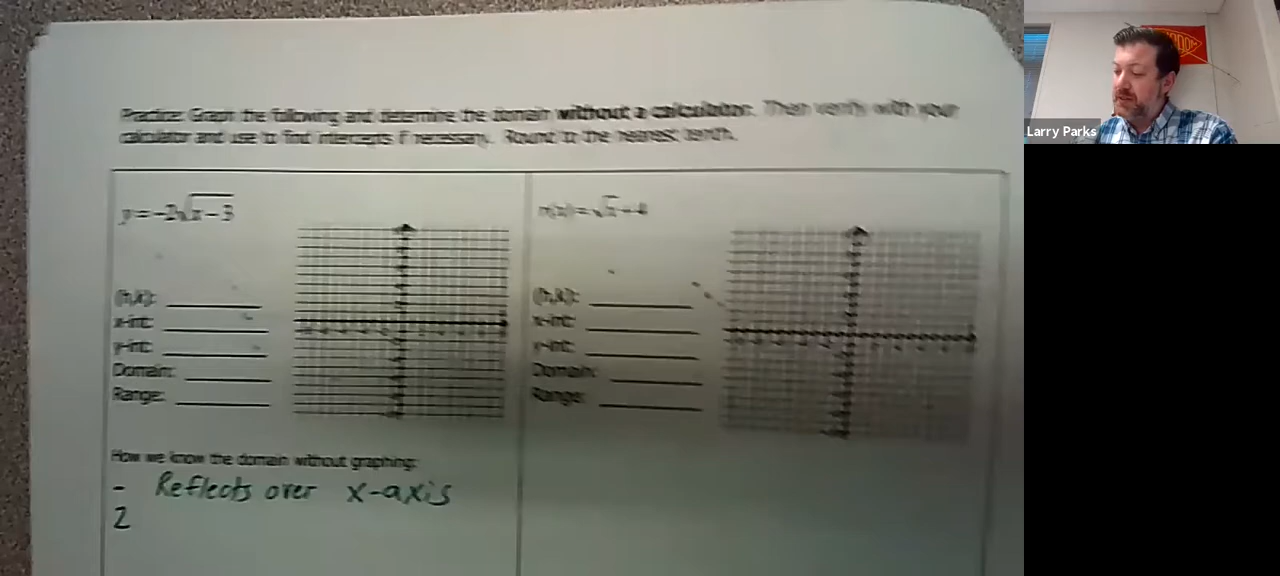 Practice: Graph the following and determine the domain without a calculator. Then verify with your
calculator and use to find intercepts if necessary. Round to the nearest tenth.
y = -2√x - 3
(h,k):
x-int:
y-int:
Domain:
Range:
How we know the domain without graphing:
- Reflects over x-axis
2
(h,k):
x-int:
y-int:
Domain:
Range:
Larry Parks